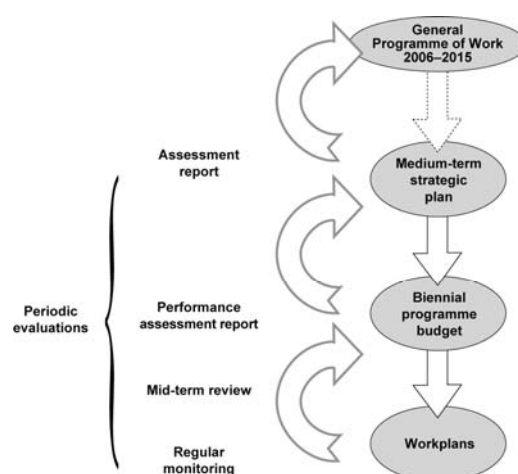 General
Programme of Work
2006–2015
Assessment
report
Medium-term
strategic
plan
Periodic
evaluations
Performance
assessment report
Biennial
programme
budget
Mid-term review
Regular
monitoring
Workplans